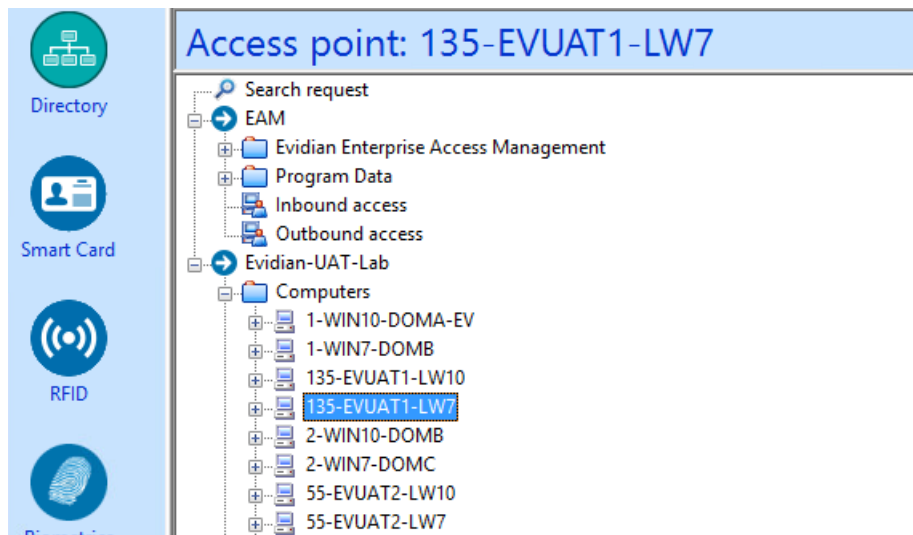 Access point: 135-EVUAT1-LW7
Directory
Smart Card
RFID
Search request
EAM
Evidian Enterprise Access Management
Program Data
Inbound access
Outbound access
Evidian-UAT-Lab
Computers
1-WIN10-DOMA-EV
1-WIN7-DOMB
135-EVUAT1-LW10
135-EVUAT1-LW7
2-WIN10-DOMB
2-WIN7-DOMC
55-EVUAT2-LW10
55-EVUAT2-LW7